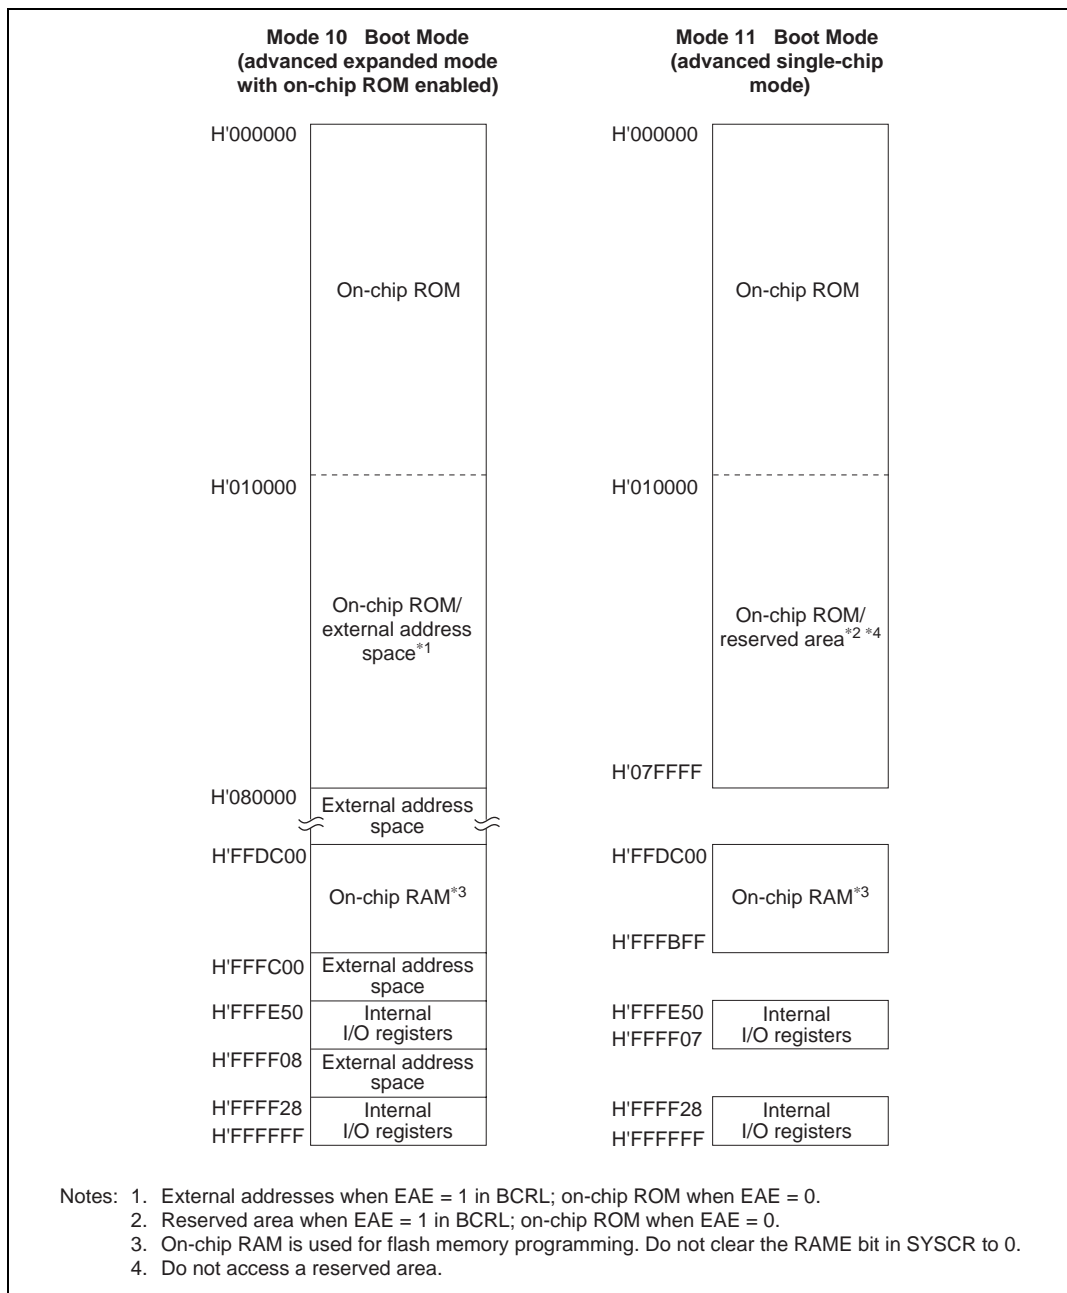 Mode 10 Boot Mode
(advanced expanded mode
with on-chip ROM enabled)
H'000000
On-chip ROM
H'010000
On-chip ROM/
external address
space*1
H'080000
External address
space
H'FFDC00
On-chip RAM*3
H'FFFC00
External address
space
H'FFFE50
Internal
I/O registers
H'FFFF08
External address
space
H'FFFF28
Internal
I/O registers
H'FFFFFF
Mode 11 Boot Mode
(advanced single-chip
mode)
H'000000
On-chip ROM
H'010000
On-chip ROM/
reserved area*2 *4
H'07FFFF
H'FFDC00
On-chip RAM*3
H'FFFBFF
H'FFFE50
Internal
I/O registers
H'FFFF07
H'FFFF28
Internal
I/O registers
H'FFFFFF
Notes: 1. External addresses when EAE = 1 in BCRL; on-chip ROM when EAE = 0.
2. Reserved area when EAE = 1 in BCRL; on-chip ROM when EAE = 0.
3. On-chip RAM is used for flash memory programming. Do not clear the RAME bit in SYSCR to 0.
4. Do not access a reserved area.